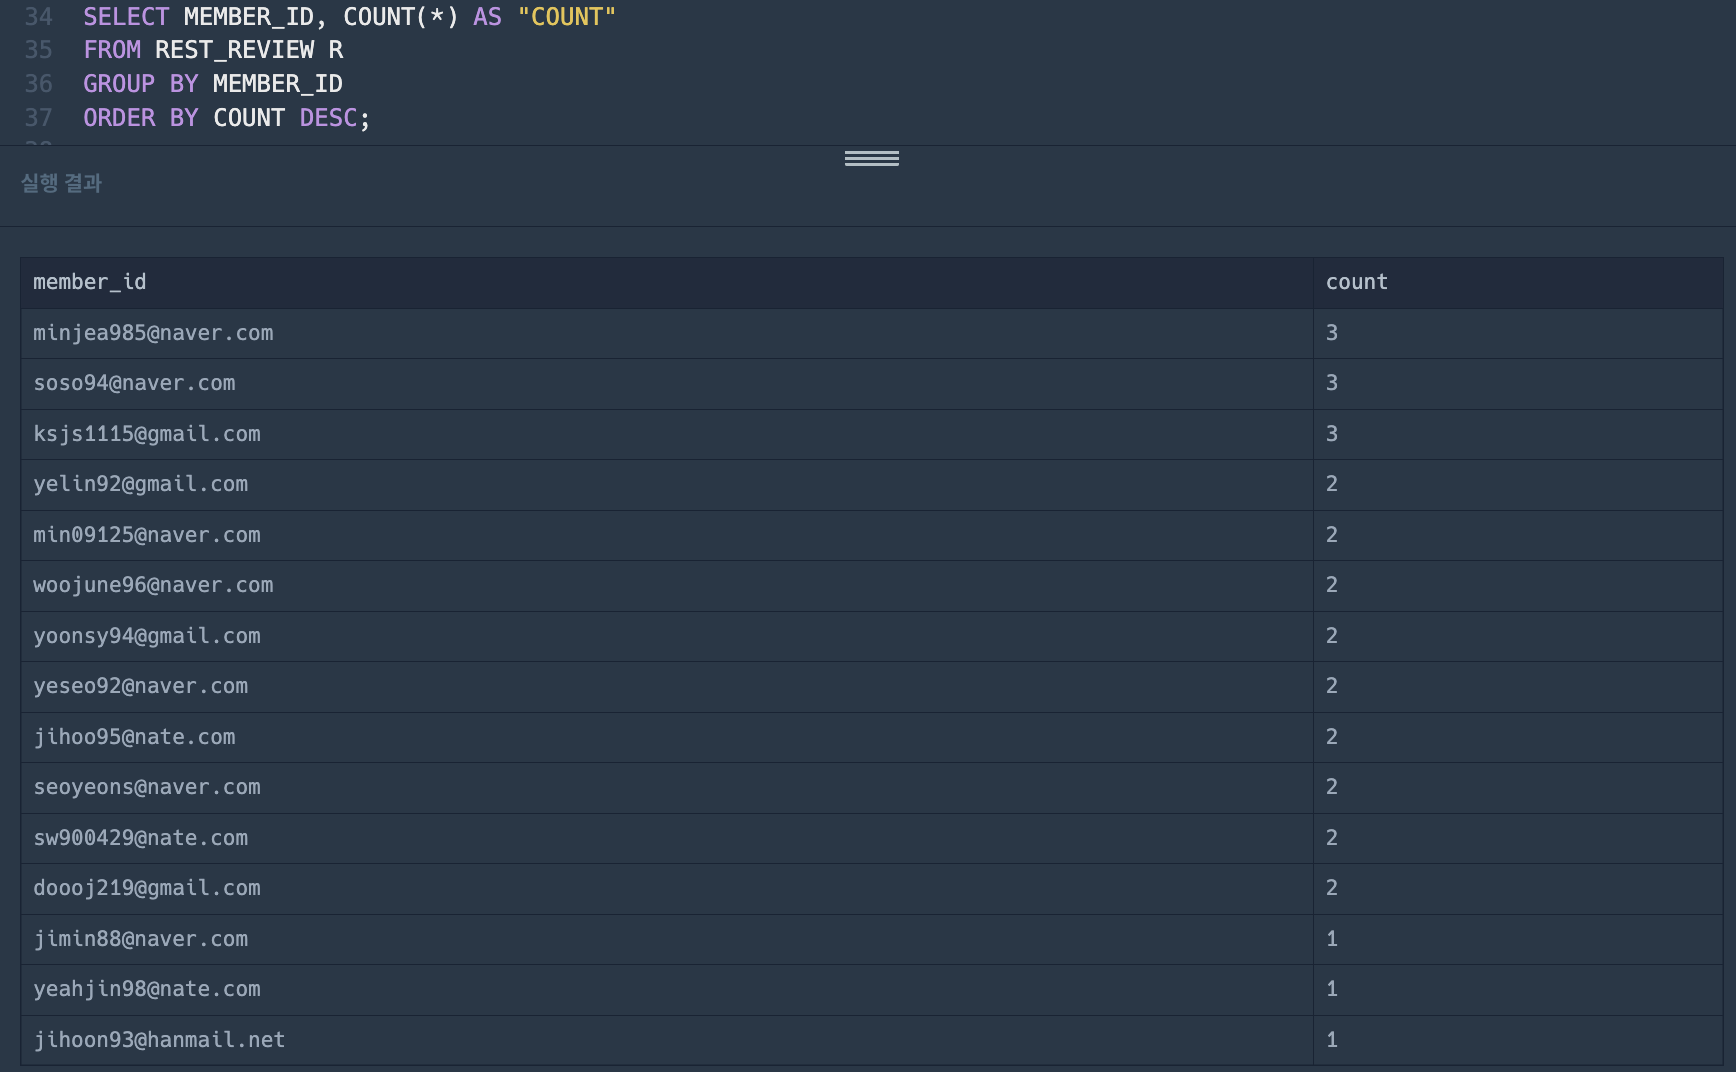 34 SELECT MEMBER_ID, COUNT(*) AS "COUNT"
35 FROM REST_REVIEW R
36 GROUP BY MEMBER_ID
37 ORDER BY COUNT DESC;
실행 결과
member_id count
minjea985@naver.com 3
soso94@naver.com 3
ksjs1115@gmail.com 3
yelin92@gmail.com 2
min09125@naver.com 2
woojune96@naver.com 2
yoonsy94@gmail.com 2
yeseo92@naver.com 2
jihoo95@nate.com 2
seoyeons@naver.com 2
sw900429@nate.com 2
doooj219@gmail.com 2
jimin88@naver.com 1
yeahjin98@nate.com 1
jihoon93@hanmail.net 1